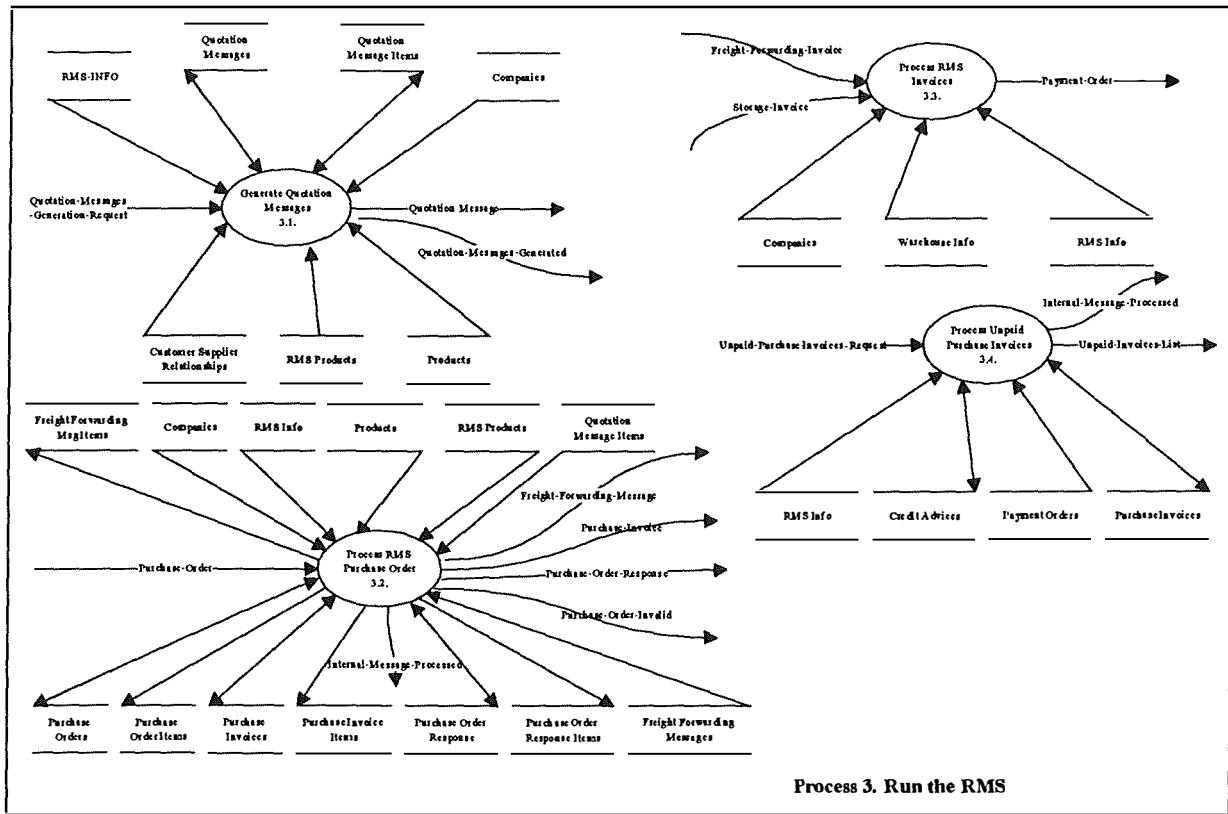 Quotation
Messages
Quotation
Message Items
RMS-INFO
Companies
Quotation-Messages
-Generation-Request
Generate Quotation
Messages
3.1.
Quotation Message
Quotation-Messages-Generated
Customer Supplier
Relationships
RMS Products
Products
Freight-Forwarding-Invoice
Storage-Invoice
Process RMS
Invoices
3.3.
Payment-Order
Companies
Warehouse Info
RMS Info
Internal-Message-Processed
Unpaid-Purchase-Invoices-Request
Process Unpaid
Purchase Invoices
3.4.
Unpaid-Invoices-List
RMS Info
Credit Advices
Payment Orders
Purchase Invoices
Freight Forwarding
Msg Items
Companies
RMS Info
Products
RMS Products
Quotation
Message Items
Freight-Forwarding-Message
Purchase-Invoice
Purchase-Order
Process RMS
Purchase Order
3.2.
Purchase-Order-Response
Purchase-Order-Invalid
Internal-Message-Processed
Purchase
Orders
Purchase
Order Items
Purchase
Invoices
Purchase Invoice
Items
Purchase Order
Response
Purchase Order
Response Items
Freight Forwarding
Messages
Process 3. Run the RMS